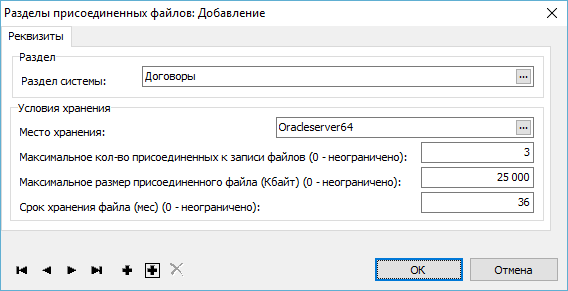 Разделы присоединенных файлов: Добавление
Реквизиты
Раздел
Раздел системы: Договоры ...
Условия хранения
Место хранения: Oracleserver64 ...
Максимальное кол-во присоединенных к записи файлов (0 - неограничено): 3
Максимальное размер присоединенного файла (Кбайт) (0 - неограничено): 25 000
Срок хранения файла (мес) (0 - неограничено): 36
OK Отмена